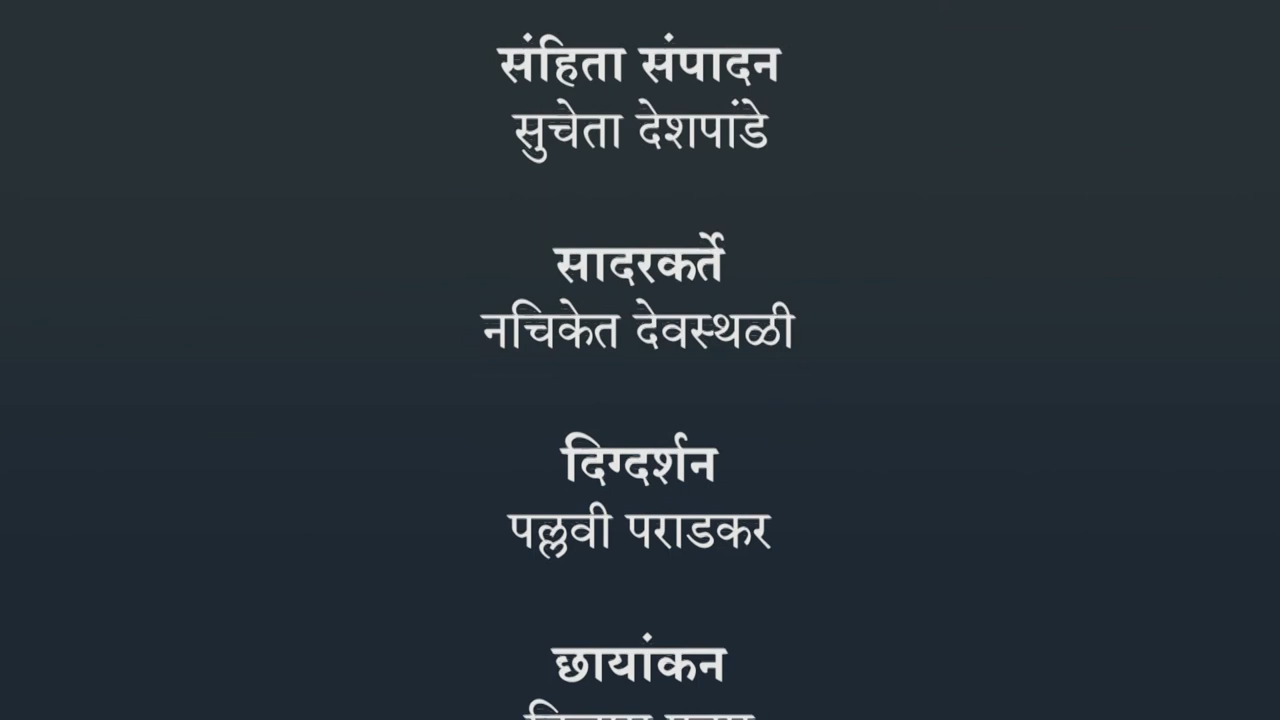 संहिता संपादन
सुचेता देशपांडे
सादरकर्ते
नचिकेत देवस्थळी
दिग्दर्शन
पल्लवी पराडकर
छायांकन